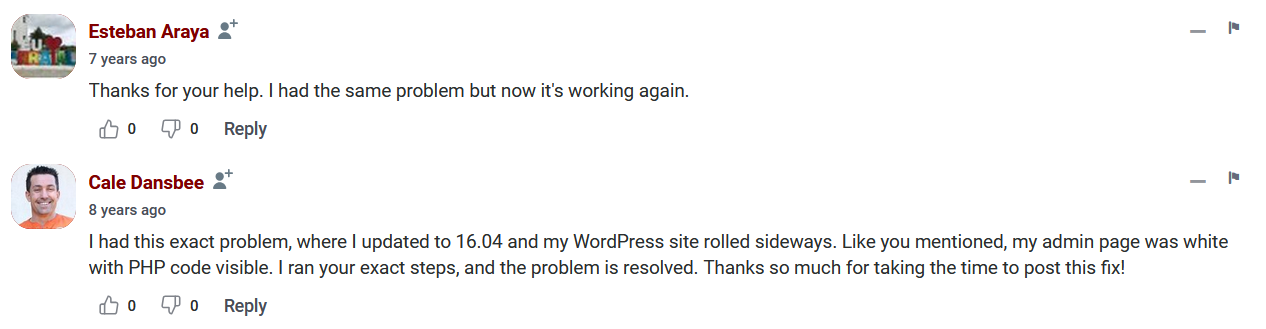 Esteban Araya
7 years ago
Thanks for your help. I had the same problem but now it's working again.
0 0 Reply
Cale Dansbee
8 years ago
I had this exact problem, where I updated to 16.04 and my WordPress site rolled sideways. Like you mentioned, my admin page was white
with PHP code visible. I ran your exact steps, and the problem is resolved. Thanks so much for taking the time to post this fix!
0 0 Reply